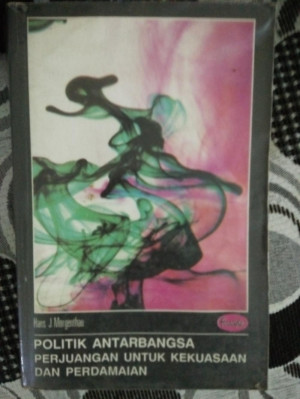 Hans J Morgenthau
POLITIK ANTARBANGSA
PERJUANGAN UNTUK KEKUASAAN
DAN PERDAMAIAN